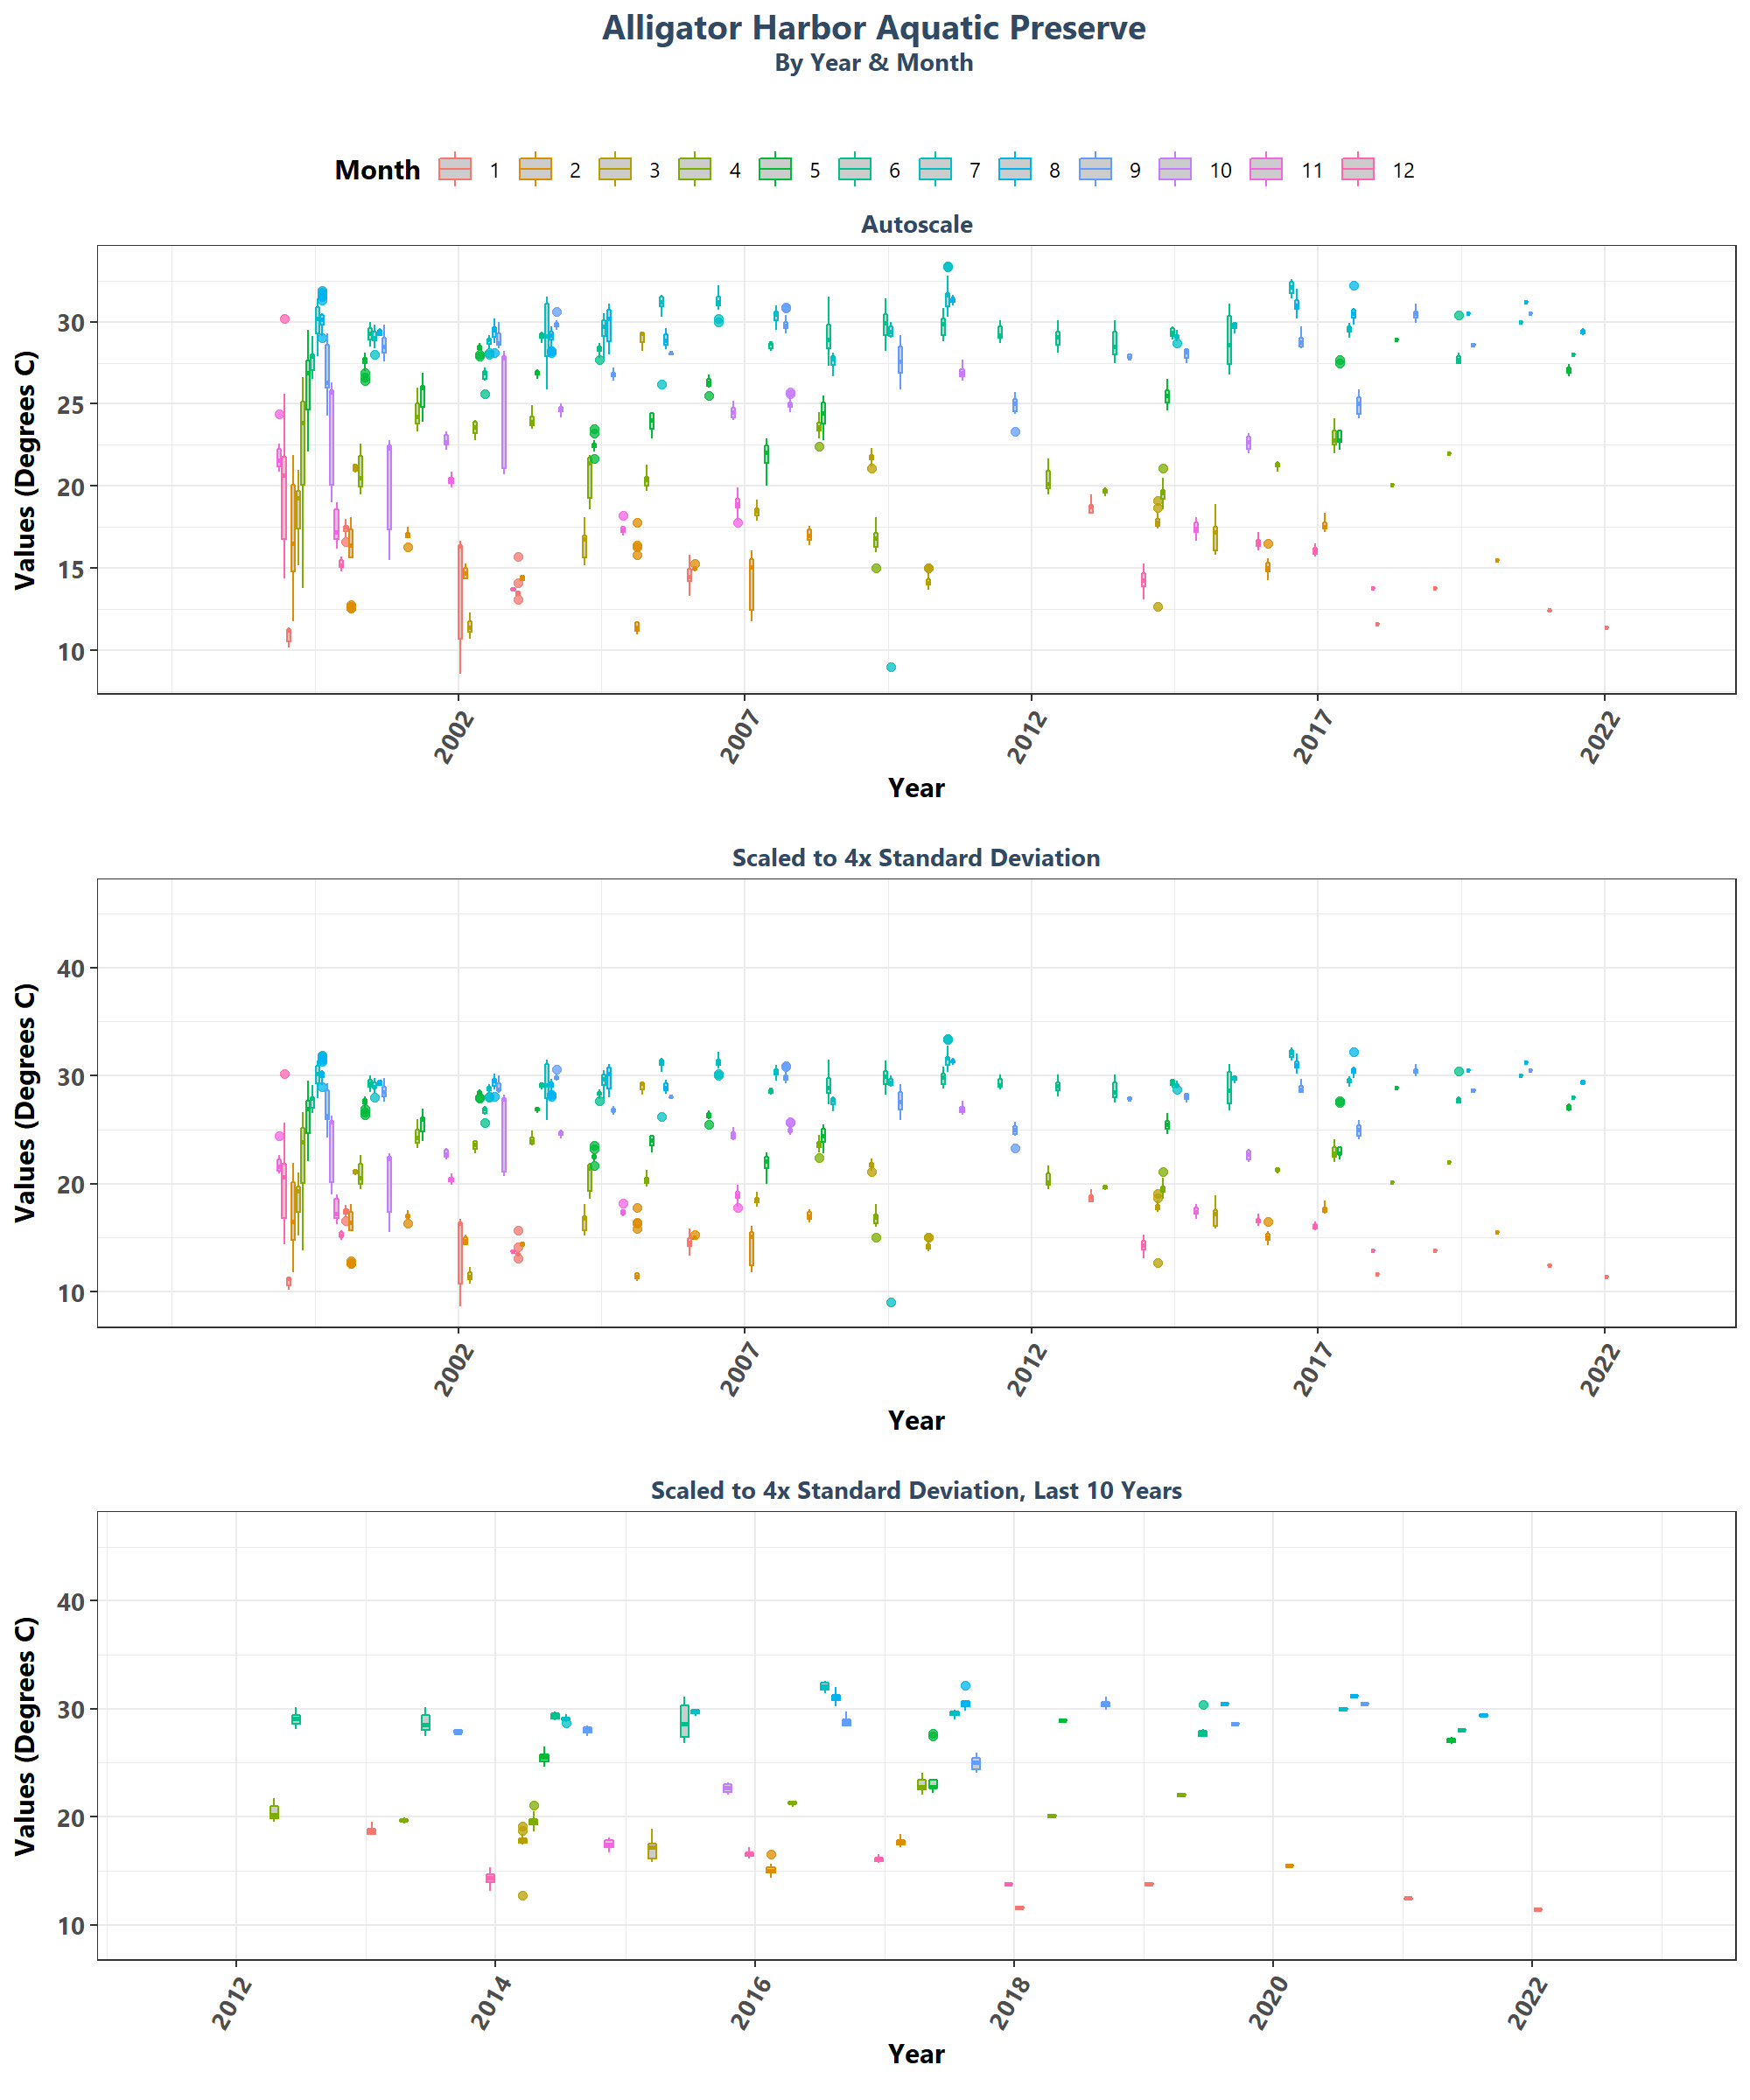 Alligator Harbor Aquatic Preserve
By Year & Month
Month 1 2 3 4 5 6 7 8 9 10 11 12
Autoscale
Values (Degrees C)
30
25
20
15
10
2002 2007 2012 2017 2022
Year
Scaled to 4x Standard Deviation
Values (Degrees C)
40
30
20
10
2002 2007 2012 2017 2022
Year
Scaled to 4x Standard Deviation, Last 10 Years
Values (Degrees C)
40
30
20
10
2012 2014 2016 2018 2020 2022
Year